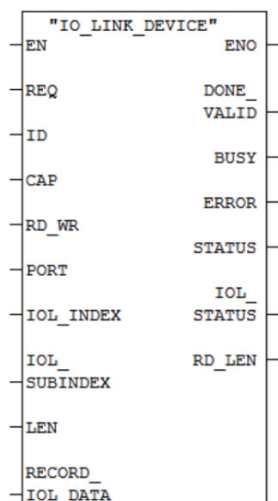 "IO_LINK_DEVICE"
EN ENO
REQ DONE_
VALID
ID
BUSY
CAP
ERROR
RD_WR
STATUS
PORT
IOL_
IOL_INDEX STATUS
IOL_ RD_LEN
SUBINDEX
LEN
RECORD_
IOL_DATA